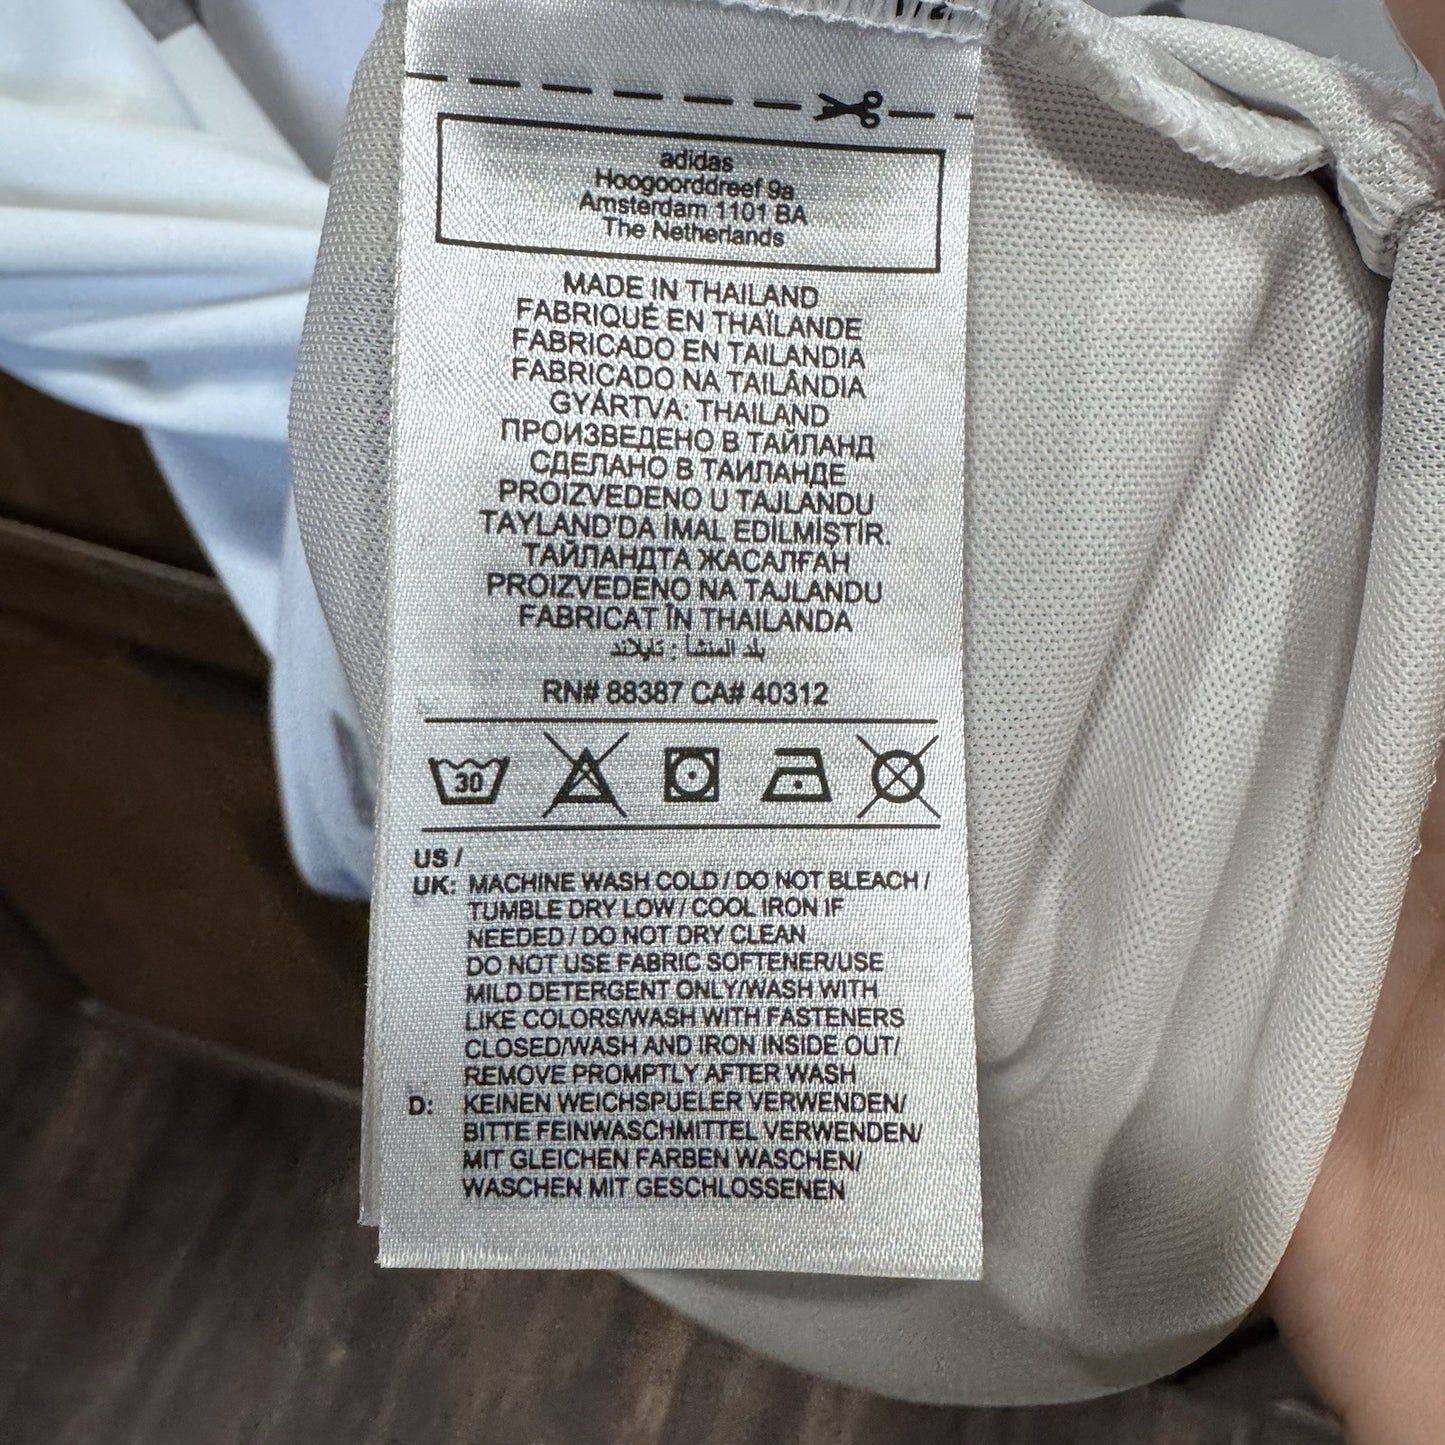 adidas
Hoogoorddreef 9a
Amsterdam 1101 BA
The Netherlands
MADE IN THAILAND
FABRIQUÉ EN THAÏLANDE
FABRICADO EN TAILANDIA
FABRICADO NA TAILÂNDIA
GYÁRTVA: THAILAND
ПРОИЗВЕДЕНО В ТАЙЛАНД
СДЕЛАНО В ТАИЛАНДЕ
PROIZVEDENO U TAJLANDU
TAYLAND'DA İMAL EDİLMİŞTİR.
ТАЙЛАНДТА ЖАСАЛҒАН
PROIZVEDENO NA TAJLANDU
FABRICAT ÎN THAILANDA
بلد المنشأ : تايلاند
RN# 88387 CA# 40312
30
US /
UK: MACHINE WASH COLD / DO NOT BLEACH /
TUMBLE DRY LOW / COOL IRON IF
NEEDED / DO NOT DRY CLEAN
DO NOT USE FABRIC SOFTENER/USE
MILD DETERGENT ONLY/WASH WITH
LIKE COLORS/WASH WITH FASTENERS
CLOSED/WASH AND IRON INSIDE OUT/
REMOVE PROMPTLY AFTER WASH
D: KEINEN WEICHSPUELER VERWENDEN/
BITTE FEINWASCHMITTEL VERWENDEN/
MIT GLEICHEN FARBEN WASCHEN/
WASCHEN MIT GESCHLOSSENEN